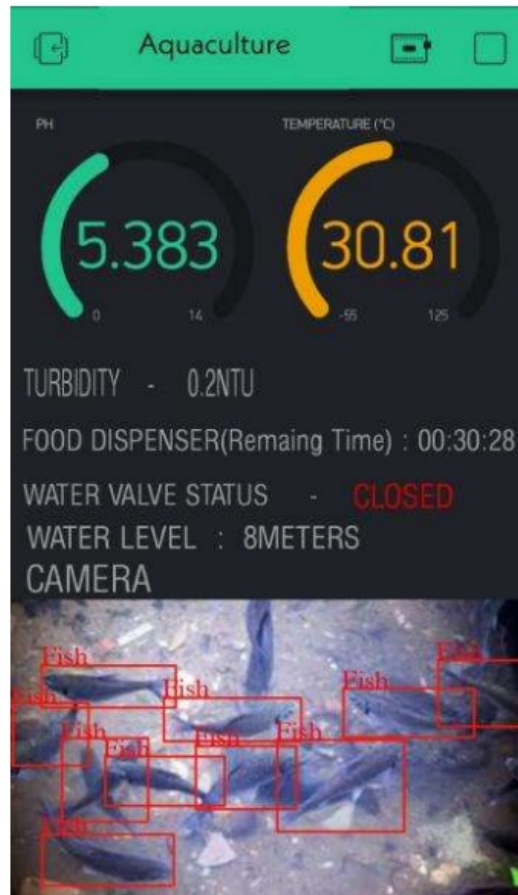 Aquaculture
PH
TEMPERATURE (°C)
5.383
30.81
0
14
-55
125
TURBIDITY - 0.2NTU
FOOD DISPENSER(Remaing Time) : 00:30:28
WATER VALVE STATUS - CLOSED
WATER LEVEL : 8METERS
CAMERA
Fish
Fish
Fish
Fish
Fish
Fish
Fish
Fish
Fish
Fish